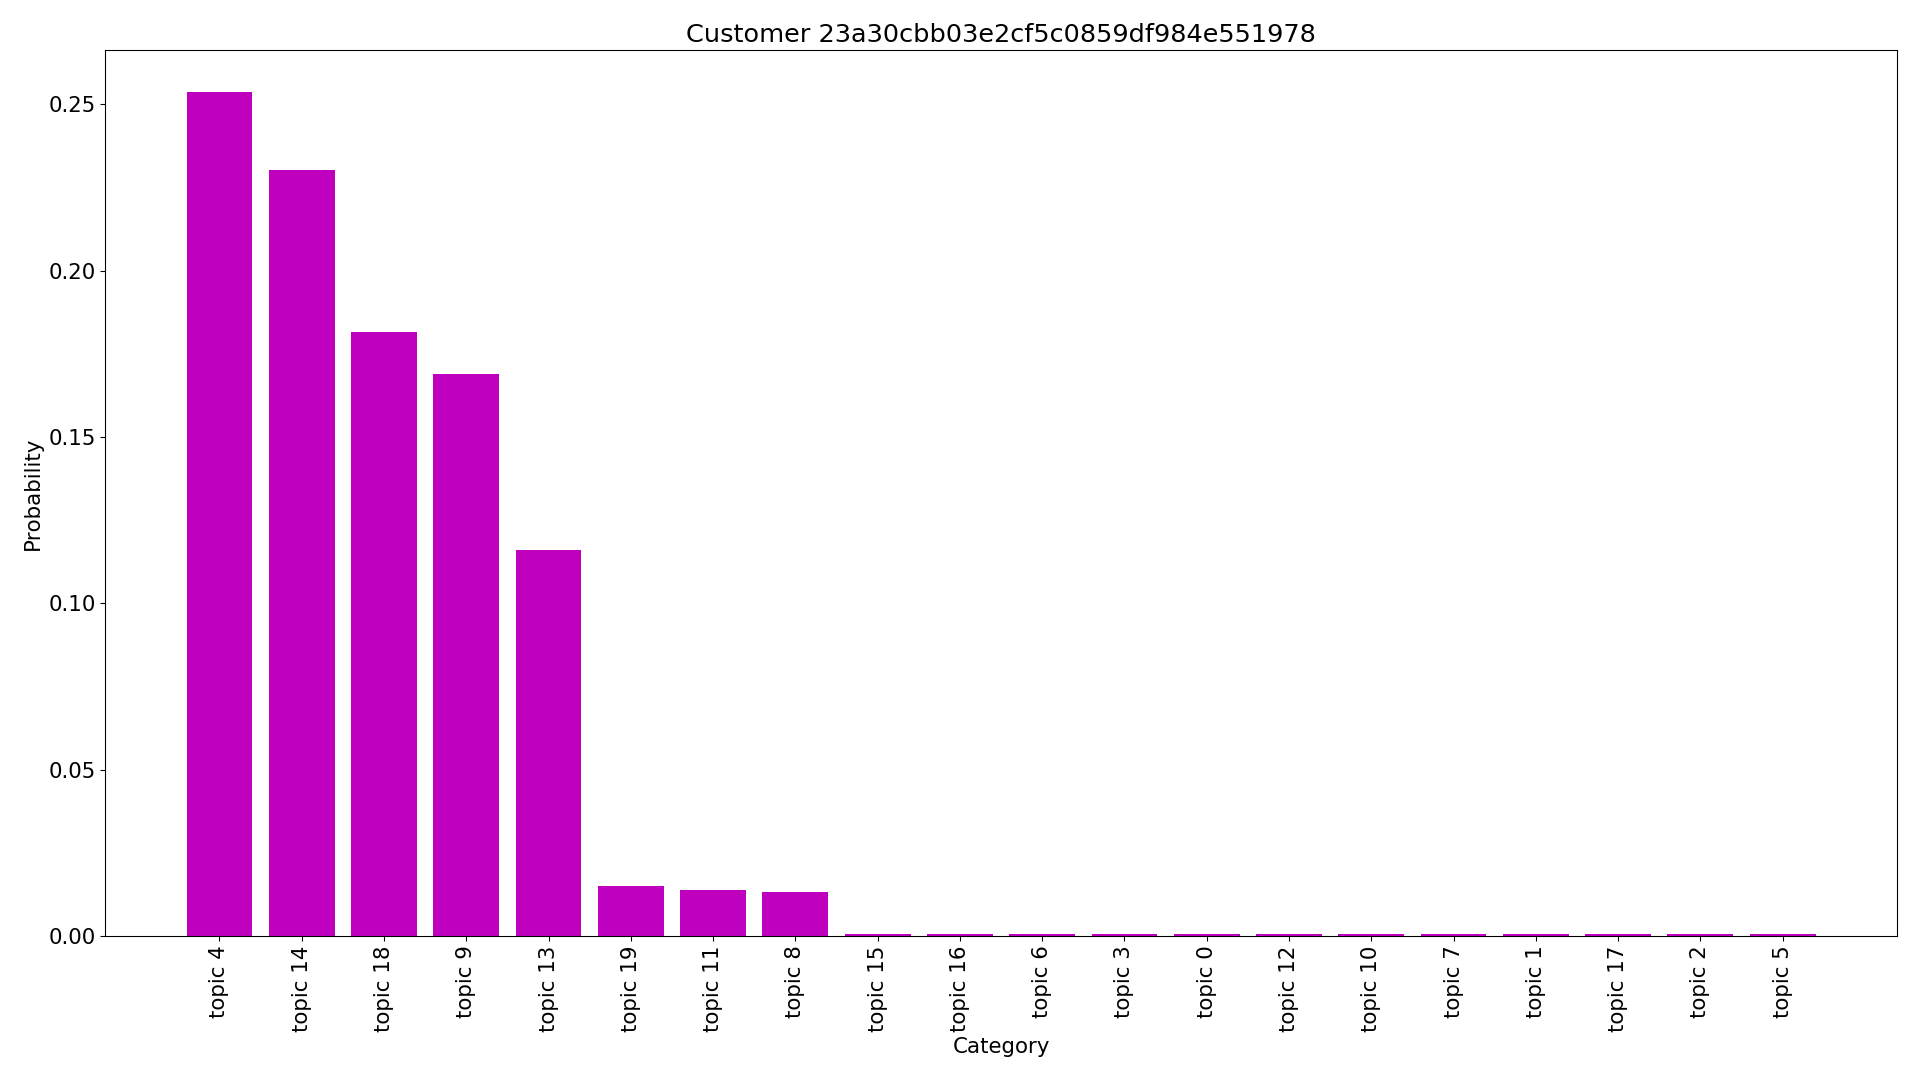 Customer 23a30cbb03e2cf5c0859df984e551978
Probability
0.25
0.20
0.15
0.10
0.05
0.00
topic 4
topic 14
topic 18
topic 9
topic 13
topic 19
topic 11
topic 8
topic 15
topic 16
topic 6
topic 3
topic 0
topic 12
topic 10
topic 7
topic 1
topic 17
topic 2
topic 5
Category